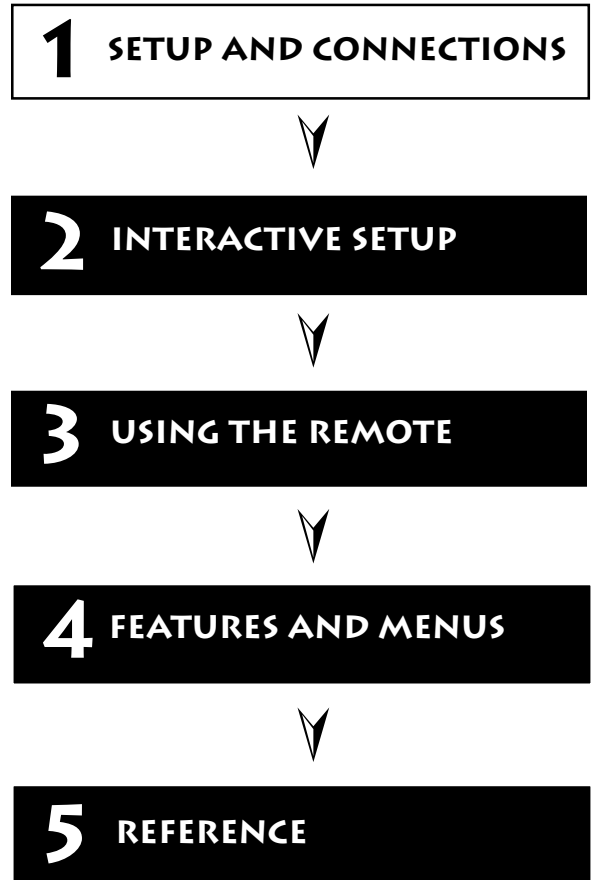 1 SETUP AND CONNECTIONS
2 INTERACTIVE SETUP
3 USING THE REMOTE
4 FEATURES AND MENUS
5 REFERENCE